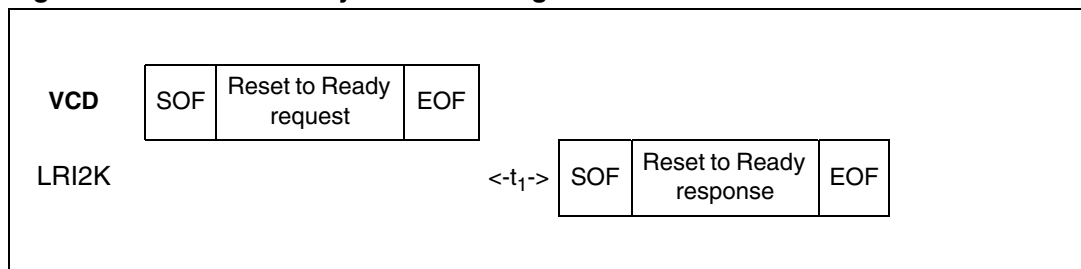 VCD SOF Reset to Ready request EOF
LRI2K <-t₁-> SOF Reset to Ready response EOF